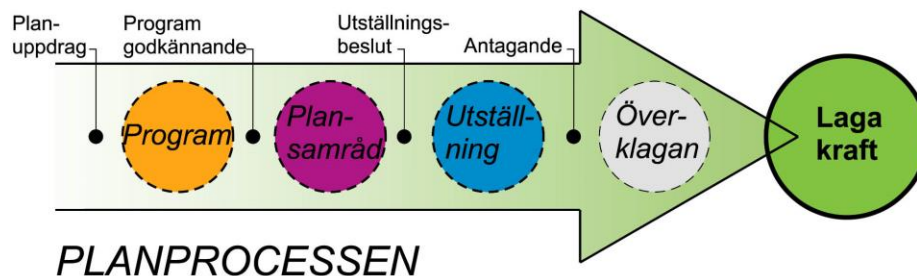 Plan-
uppdrag
Program
godkännande
Utställnings-
beslut
Antagande
Program
Plan-
samråd
Utställ-
ning
Över-
klagan
Laga
kraft
PLANPROCESSEN